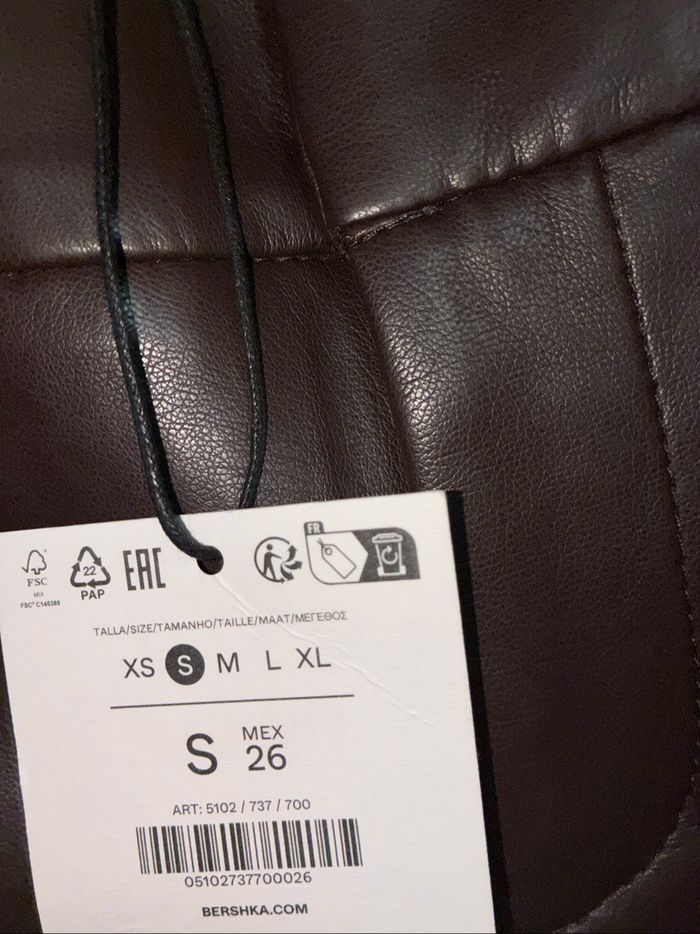 FSC
MIX
FSC® C145389
22
PAP
EAC
FR
TALLA/SIZE/TAMANHO/TAILLE/MAAT/ΜΕΓΕΘΟΣ
XS S M L XL
S MEX 26
ART: 5102 / 737 / 700
05102737700026
BERSHKA.COM